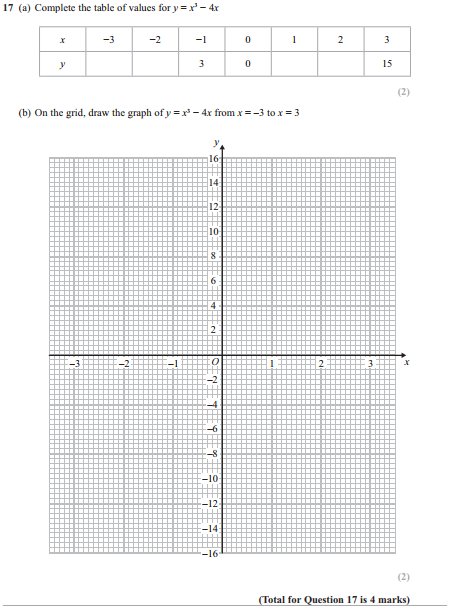 17 (a) Complete the table of values for y = x³ – 4x
x –3 –2 –1 0 1 2 3
y 3 0 15
(2)
(b) On the grid, draw the graph of y = x³ – 4x from x = –3 to x = 3
y
16
14
12
10
8
6
4
2
–3 –2 –1 O 1 2 3 x
–2
–4
–6
–8
–10
–12
–14
–16
(2)
(Total for Question 17 is 4 marks)